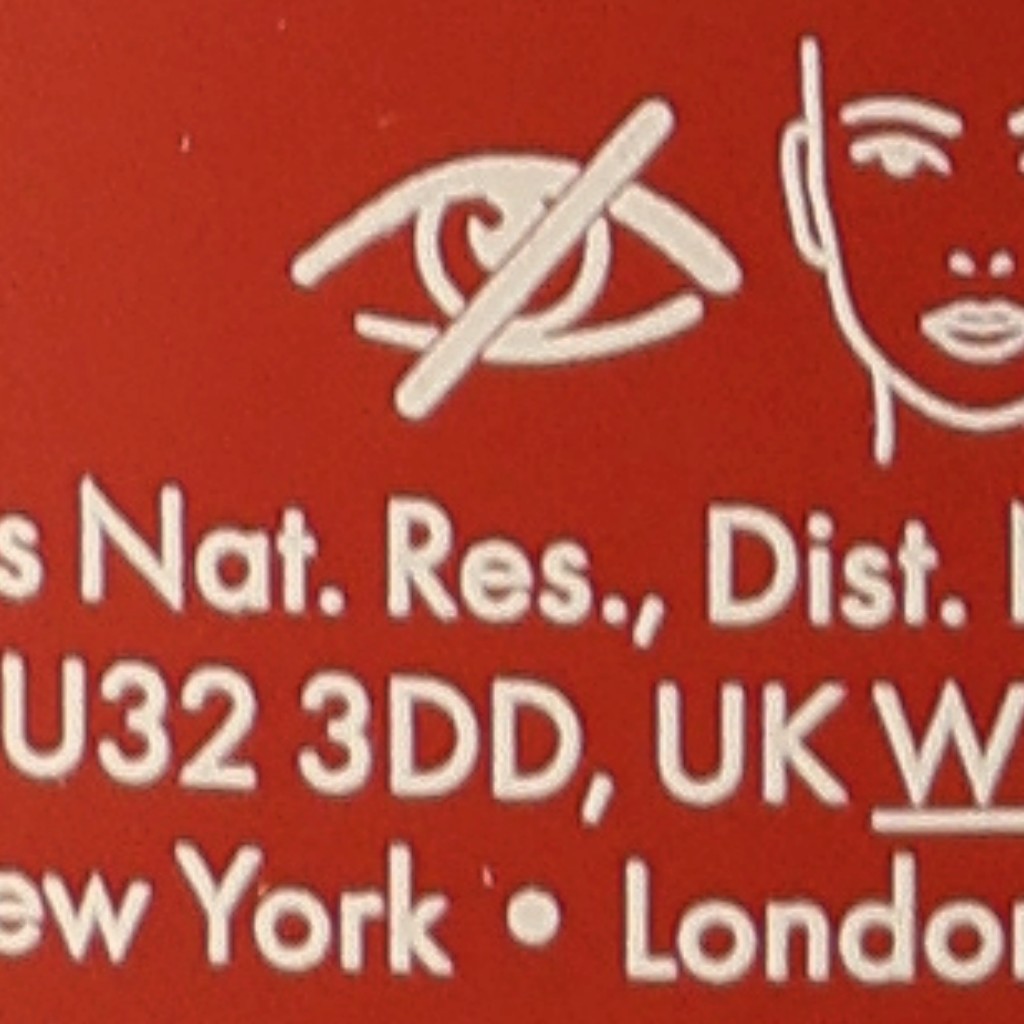 s Nat. Res., Dist.
U32 3DD, UK W
ew York • London